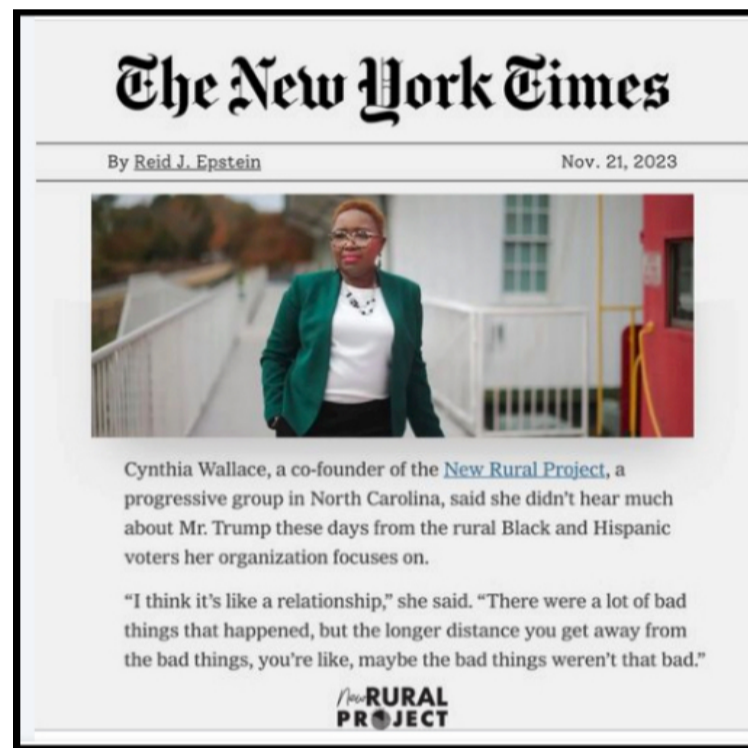 The New York Times
By Reid J. Epstein
Nov. 21, 2023
Cynthia Wallace, a co-founder of the New Rural Project, a
progressive group in North Carolina, said she didn't hear much
about Mr. Trump these days from the rural Black and Hispanic
voters her organization focuses on.
“I think it's like a relationship,” she said. “There were a lot of bad
things that happened, but the longer distance you get away from
the bad things, you're like, maybe the bad things weren't that bad.”
New RURAL
PROJECT